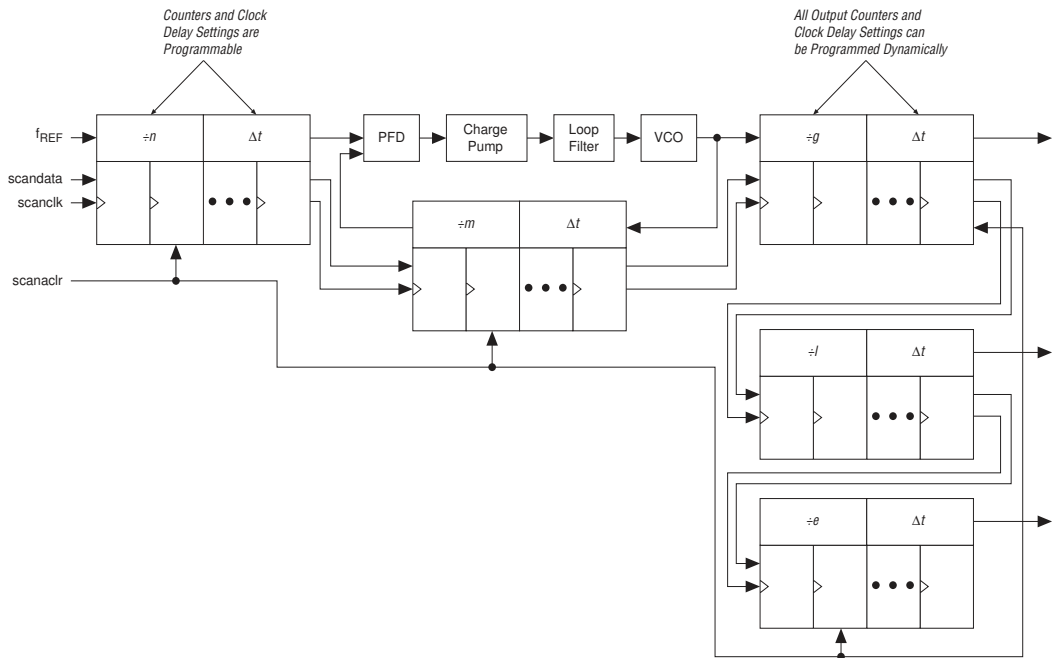 Counters and Clock
Delay Settings are
Programmable
All Output Counters and
Clock Delay Settings can
be Programmed Dynamically
fREF
÷n
Δt
PFD
Charge
Pump
Loop
Filter
VCO
÷g
Δt
scandata
scanclk
÷m
Δt
scanaclr
÷l
Δt
÷e
Δt